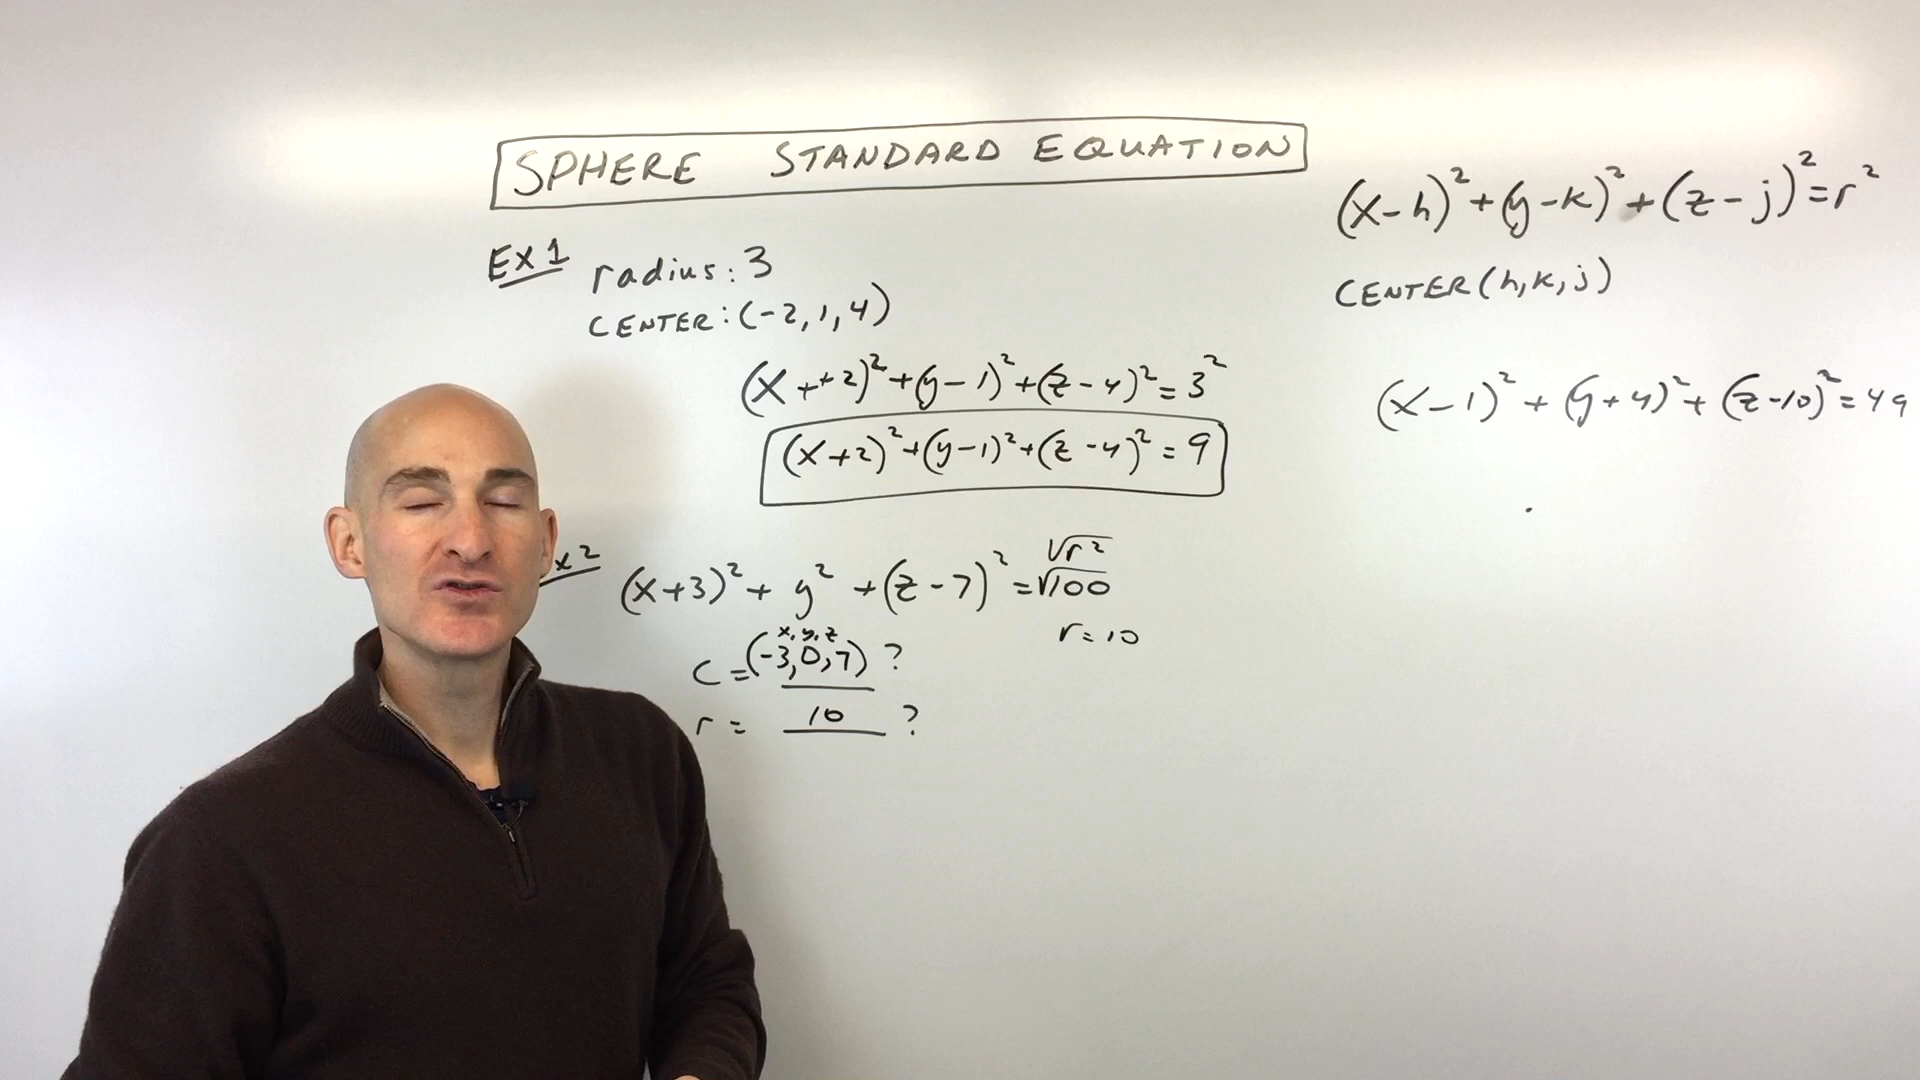 SPHERE STANDARD EQUATION
(x-h)²+(y-k)²+(z-j)²=r²
CENTER(h,k,j)
EX1 radius: 3
CENTER: (-2,1,4)
(x++2)²+(y-1)²+(z-4)²=3²
(x+2)²+(y-1)²+(z-4)²=9
(x-1)²+(y+4)²+(z-10)²=49
x2 (x+3)²+y²+(z-7)²=√100
√r²
r=10
x,y,z
C=(-3,0,7)?
r= 10 ?